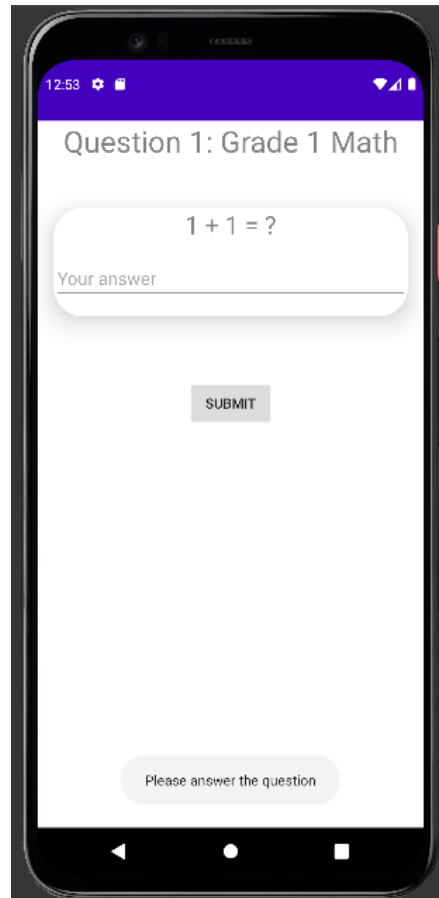 12:53
Question 1: Grade 1 Math
1 + 1 = ?
Your answer
SUBMIT
Please answer the question